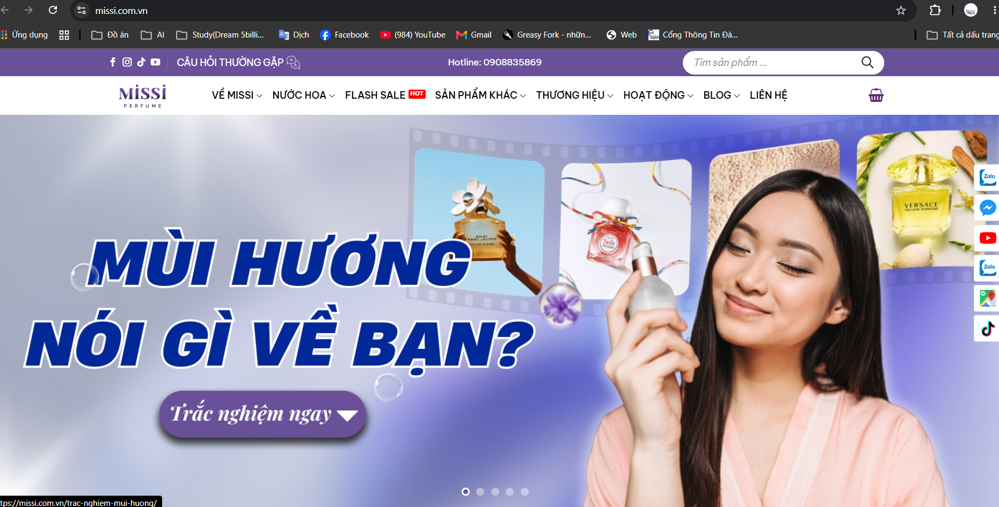 missi.com.vn
Ứng dụng
Đồ án
AI
Study(Dream 5billi...
Dịch
Facebook
(984) YouTube
Gmail
Greasy Fork - nhữn...
Web
Cổng Thông Tin Đà...
Tất cả dấu trang
CÂU HỎI THƯỜNG GẶP
Hotline: 0908835869
Tìm sản phẩm ...
MISSI
PERFUME
VỀ MISSI
NƯỚC HOA
FLASH SALE HOT
SẢN PHẨM KHÁC
THƯƠNG HIỆU
HOẠT ĐỘNG
BLOG
LIÊN HỆ
DAISY
MARC JACOBS
Twilly
d'Hermès
VERSACE
YELLOW DIAMOND
Zalo
Zalo
MÙI HƯƠNG
NÓI GÌ VỀ BẠN?
Trắc nghiệm ngay
tps://missi.com.vn/trac-nghiem-mui-huong/